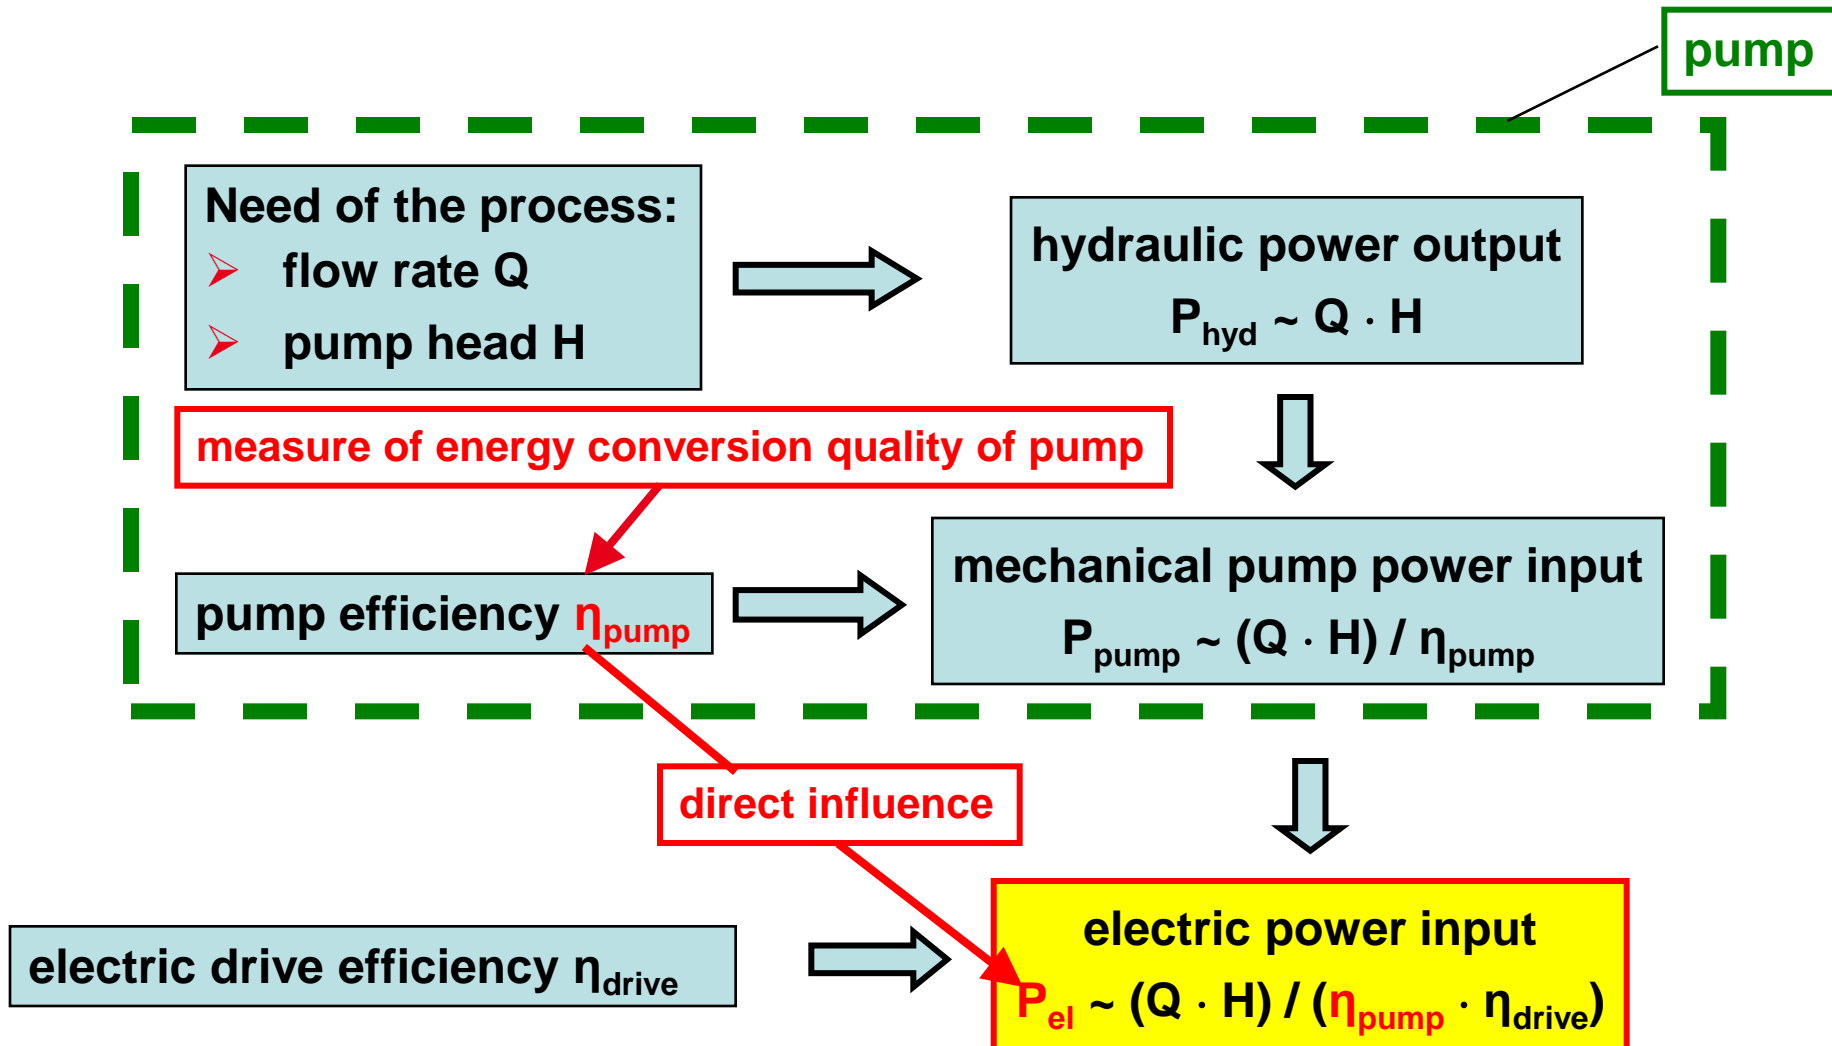 pump
Need of the process:
➢ flow rate Q
➢ pump head H
hydraulic power output
P_hyd ~ Q · H
measure of energy conversion quality of pump
pump efficiency η_pump
mechanical pump power input
P_pump ~ (Q · H) / η_pump
direct influence
electric drive efficiency η_drive
electric power input
P_el ~ (Q · H) / (η_pump · η_drive)